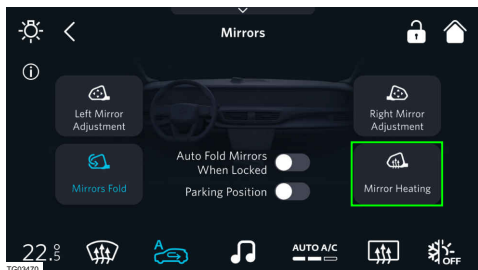 Mirrors
Left Mirror
Adjustment
Right Mirror
Adjustment
Auto Fold Mirrors
When Locked
Mirrors Fold
Parking Position
Mirror Heating
22.5°
A
AUTO A/C
OFF
TG03470